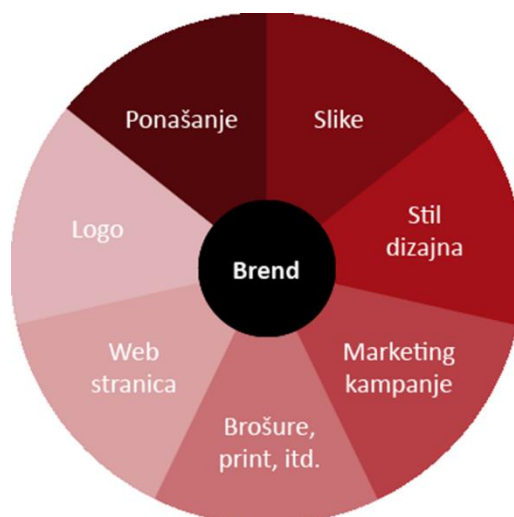 Ponašanje
Slike
Stil
dizajna
Marketing
kampanje
Brošure,
print, itd.
Web
stranica
Logo
Brend